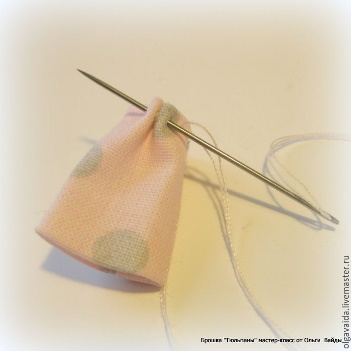 Брошка "Тюльпаны" мастер-класс от Ольги Вайды
olgavaida.livemaster.ru